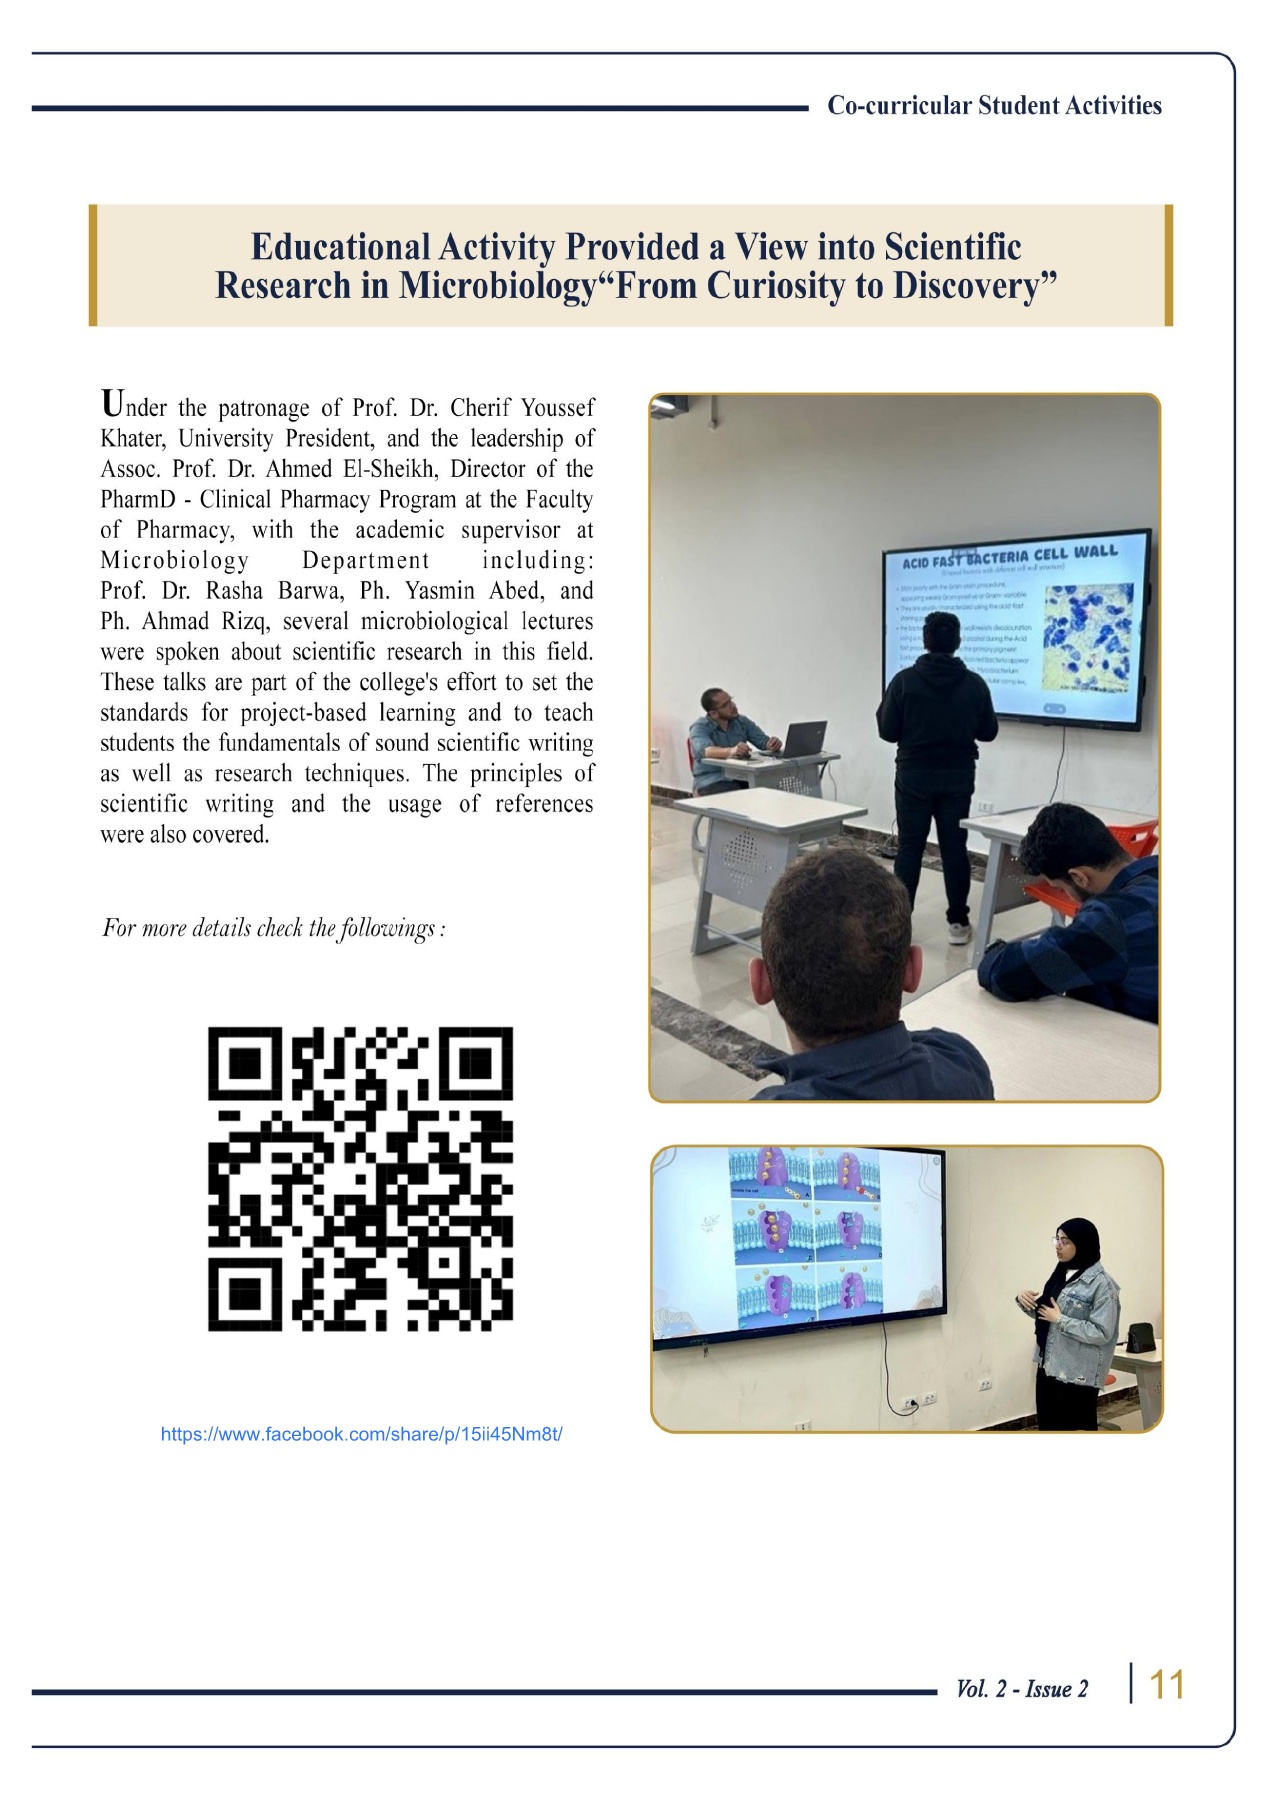 Co-curricular Student Activities
Educational Activity Provided a View into Scientific
Research in Microbiology“From Curiosity to Discovery”
Under the patronage of Prof. Dr. Cherif Youssef
Khater, University President, and the leadership of
Assoc. Prof. Dr. Ahmed El-Sheikh, Director of the
PharmD - Clinical Pharmacy Program at the Faculty
of Pharmacy, with the academic supervisor at
Microbiology Department including:
Prof. Dr. Rasha Barwa, Ph. Yasmin Abed, and
Ph. Ahmad Rizq, several microbiological lectures
were spoken about scientific research in this field.
These talks are part of the college's effort to set the
standards for project-based learning and to teach
students the fundamentals of sound scientific writing
as well as research techniques. The principles of
scientific writing and the usage of references
were also covered.
For more details check the followings :
https://www.facebook.com/share/p/15ii45Nm8t/
ACID FAST BACTERIA CELL WALL
Vol. 2 - Issue 2
11